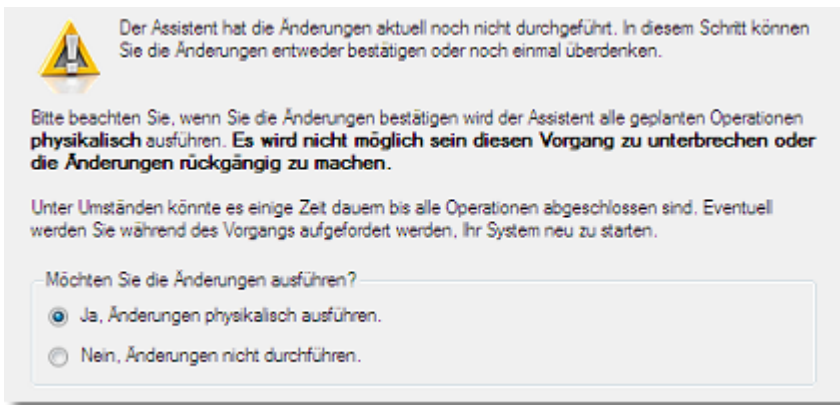 Der Assistent hat die Änderungen aktuell noch nicht durchgeführt. In diesem Schritt können
Sie die Änderungen entweder bestätigen oder noch einmal überdenken.
Bitte beachten Sie, wenn Sie die Änderungen bestätigen wird der Assistent alle geplanten Operationen
physikalisch ausführen. Es wird nicht möglich sein diesen Vorgang zu unterbrechen oder
die Änderungen rückgängig zu machen.
Unter Umständen könnte es einige Zeit dauern bis alle Operationen abgeschlossen sind. Eventuell
werden Sie während des Vorgangs aufgefordert werden, Ihr System neu zu starten.
Möchten Sie die Änderungen ausführen?
Ja, Änderungen physikalisch ausführen.
Nein, Änderungen nicht durchführen.